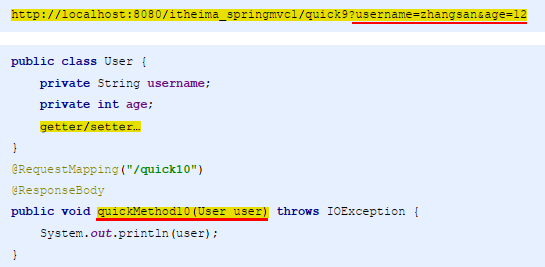 http://localhost:8080/itheima_springmvc1/quick9?username=zhangsan&age=12
public class User {
private String username;
private int age;
getter/setter…
}
@RequestMapping("/quick10")
@ResponseBody
public void quickMethod10(User user) throws IOException {
System.out.println(user);
}